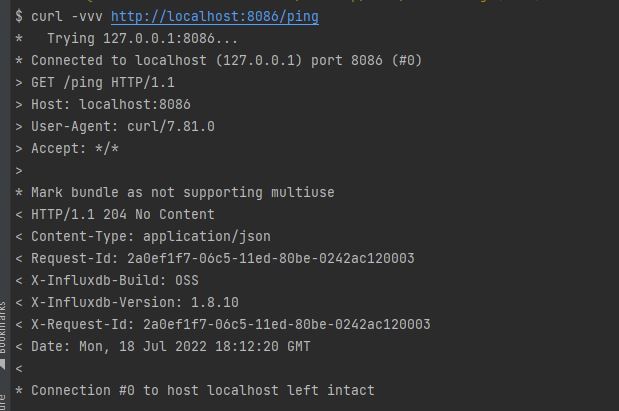 $ curl -vvv http://localhost:8086/ping
*   Trying 127.0.0.1:8086...
* Connected to localhost (127.0.0.1) port 8086 (#0)
> GET /ping HTTP/1.1
> Host: localhost:8086
> User-Agent: curl/7.81.0
> Accept: */*
>
* Mark bundle as not supporting multiuse
< HTTP/1.1 204 No Content
< Content-Type: application/json
< Request-Id: 2a0ef1f7-06c5-11ed-80be-0242ac120003
< X-Influxdb-Build: OSS
< X-Influxdb-Version: 1.8.10
< X-Request-Id: 2a0ef1f7-06c5-11ed-80be-0242ac120003
< Date: Mon, 18 Jul 2022 18:12:20 GMT
<
* Connection #0 to host localhost left intact